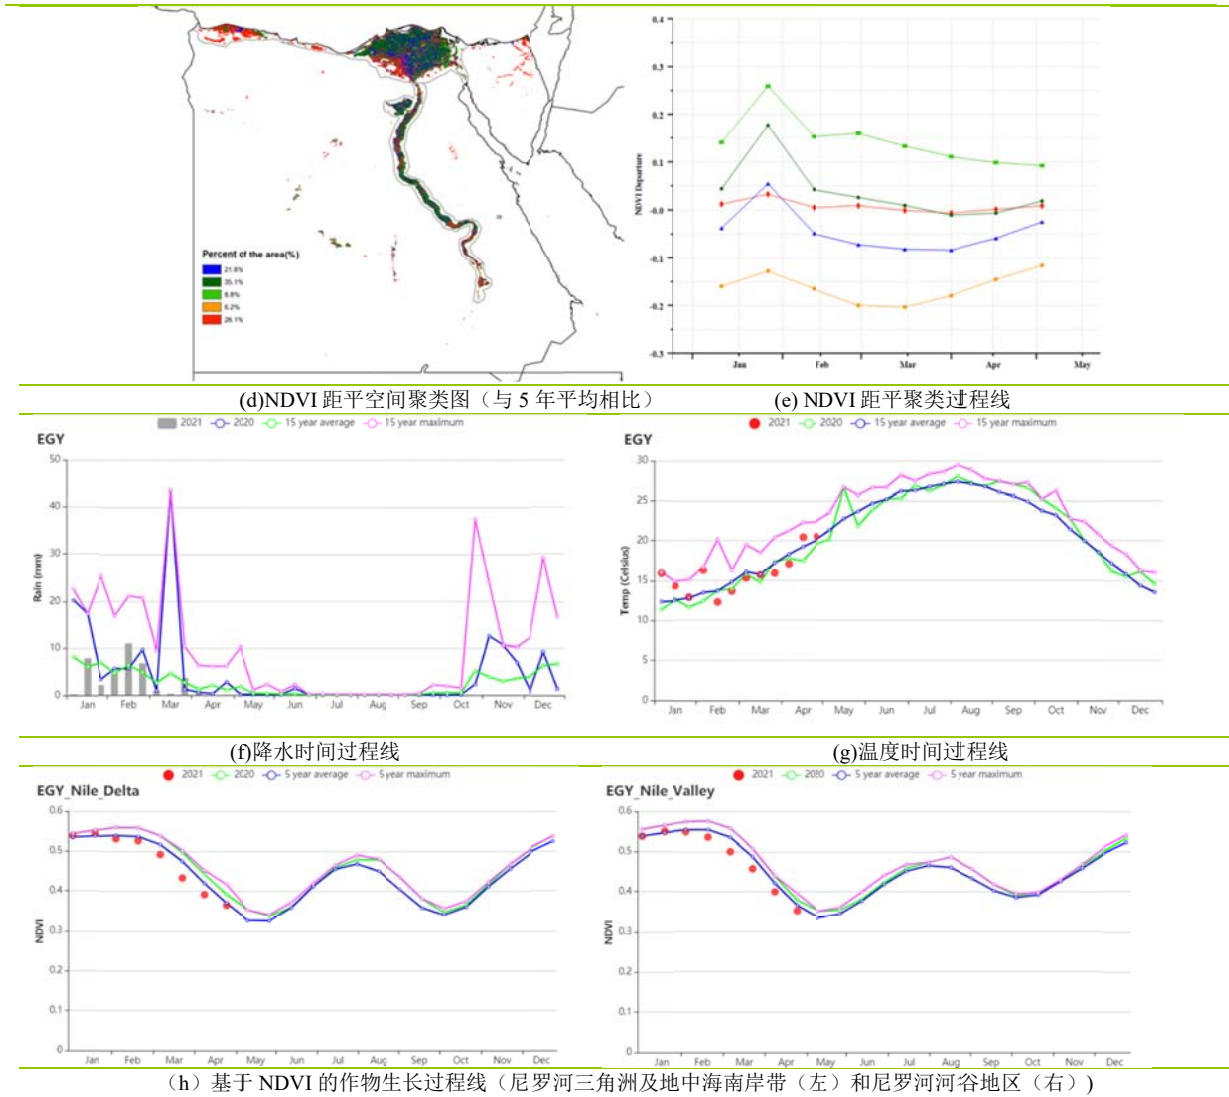 Percent of the area(%)
21.8%
35.1%
8.8%
6.2%
28.1%
NDVI Departure
0.4
0.3
0.2
0.1
-0.0
-0.1
-0.2
-0.3
Jan Feb Mar Apr May
(d)NDVI 距平空间聚类图（与 5 年平均相比）
(e) NDVI 距平聚类过程线
2021 2020 15 year average 15 year maximum
EGY
Rain (mm)
50
40
30
20
10
0
Jan Feb Mar Apr May Jun Jul Aug Sep Oct Nov Dec
2021 2020 15 year average 15 year maximum
EGY
Temp (Celsius)
30
25
20
15
10
5
0
Jan Feb Mar Apr May Jun Jul Aug Sep Oct Nov Dec
(f)降水时间过程线
(g)温度时间过程线
2021 2020 5 year average 5 year maximum
EGY_Nile_Delta
NDVI
0.6
0.5
0.4
0.3
0.2
0.1
0
Jan Feb Mar Apr May Jun Jul Aug Sep Oct Nov Dec
2021 2020 5 year average 5 year maximum
EGY_Nile_Valley
NDVI
0.6
0.5
0.4
0.3
0.2
0.1
0
Jan Feb Mar Apr May Jun Jul Aug Sep Oct Nov Dec
（h）基于 NDVI 的作物生长过程线（尼罗河三角洲及地中海南岸带（左）和尼罗河河谷地区（右）)